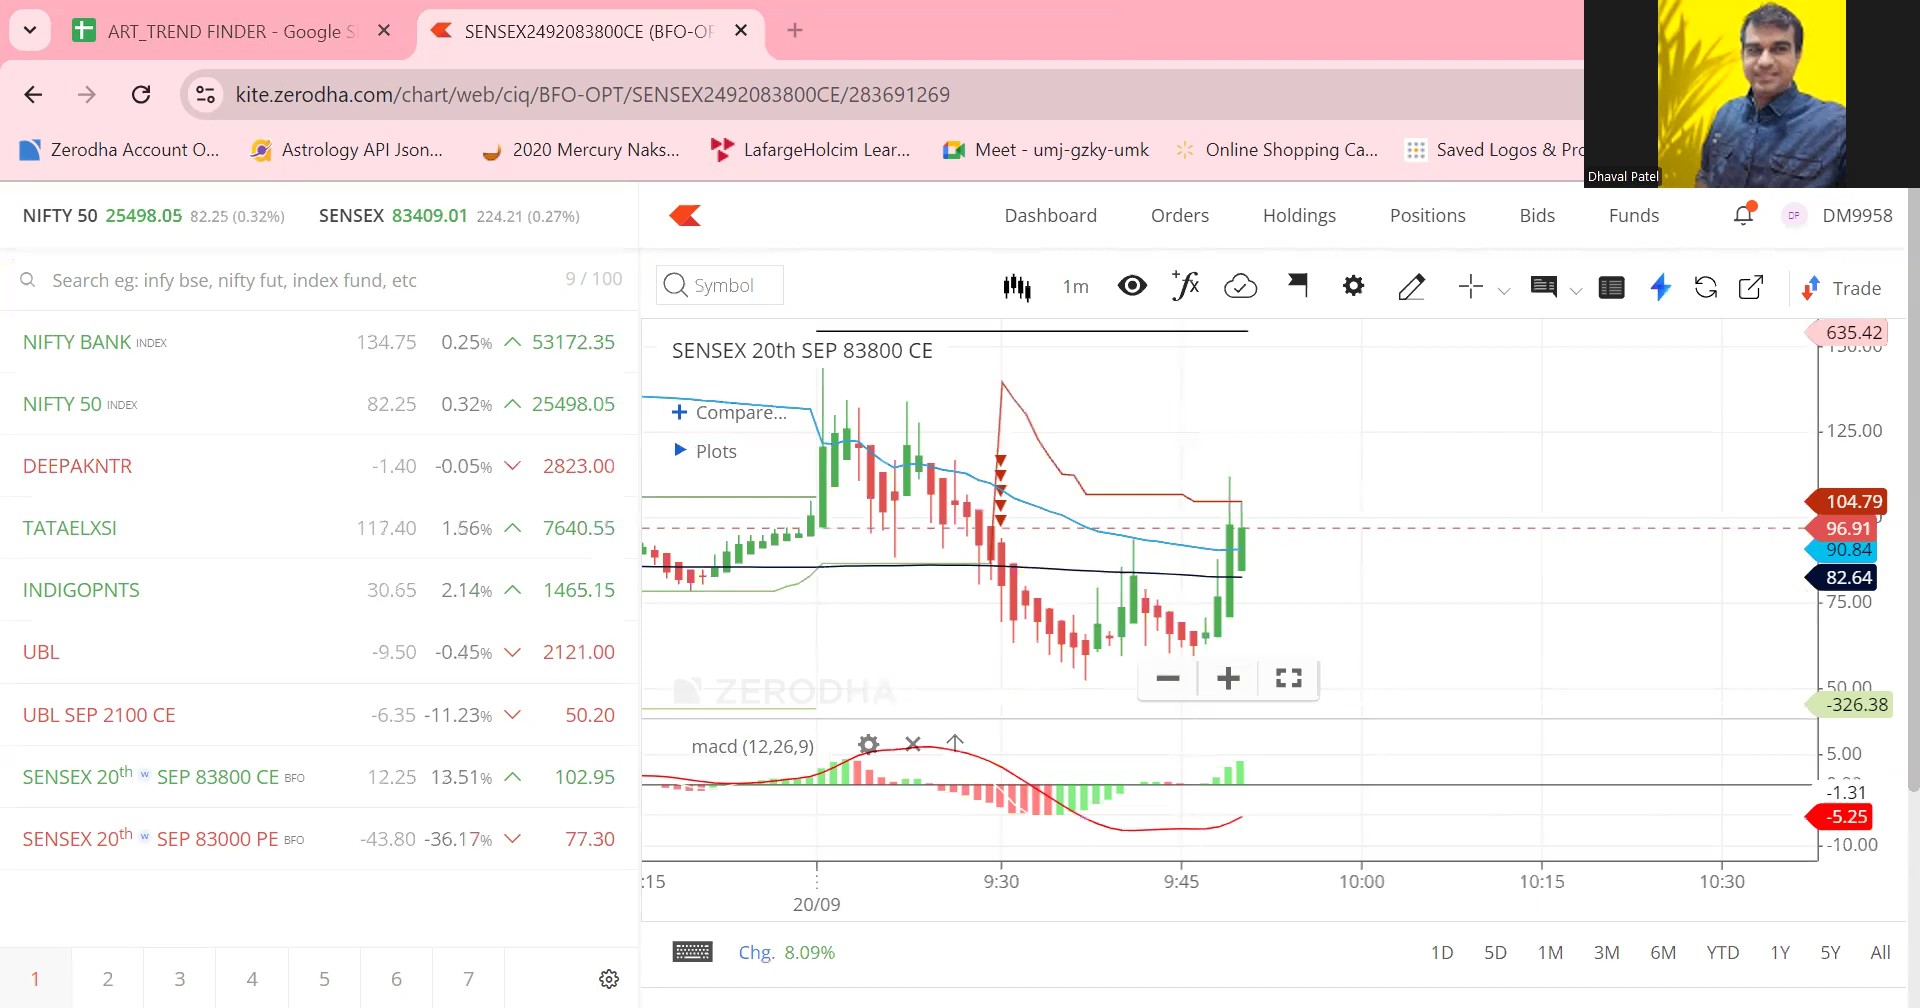 ART_TREND FINDER - Google S
SENSEX2492083800CE (BFO-OP
kite.zerodha.com/chart/web/ciq/BFO-OPT/SENSEX2492083800CE/283691269
Zerodha Account O...
Astrology API Json...
2020 Mercury Naks...
LafargeHolcim Lear...
Meet - umj-gzky-umk
Online Shopping Ca...
Saved Logos & Pro
Dhaval Patel
NIFTY 50 25498.05 82.25 (0.32%) SENSEX 83409.01 224.21 (0.27%)
Dashboard Orders Holdings Positions Bids Funds DP DM9958
Search eg: infy bse, nifty fut, index fund, etc 9 / 100
Symbol 1m Trade
NIFTY BANK INDEX 134.75 0.25% 53172.35
NIFTY 50 INDEX 82.25 0.32% 25498.05
DEEPAKNTR -1.40 -0.05% 2823.00
TATAELXSI 117.40 1.56% 7640.55
INDIGOPNTS 30.65 2.14% 1465.15
UBL -9.50 -0.45% 2121.00
UBL SEP 2100 CE -6.35 -11.23% 50.20
SENSEX 20th w SEP 83800 CE BFO 12.25 13.51% 102.95
SENSEX 20th w SEP 83000 PE BFO -43.80 -36.17% 77.30
1 2 3 4 5 6 7
SENSEX 20th SEP 83800 CE
Compare...
Plots
ZERODHA
635.42
150.00
125.00
104.79
96.91
90.84
82.64
75.00
50.00
-326.38
macd (12,26,9)
5.00
-1.31
-5.25
-10.00
:15 9:30 9:45 10:00 10:15 10:30
20/09
Chg. 8.09%
1D 5D 1M 3M 6M YTD 1Y 5Y All